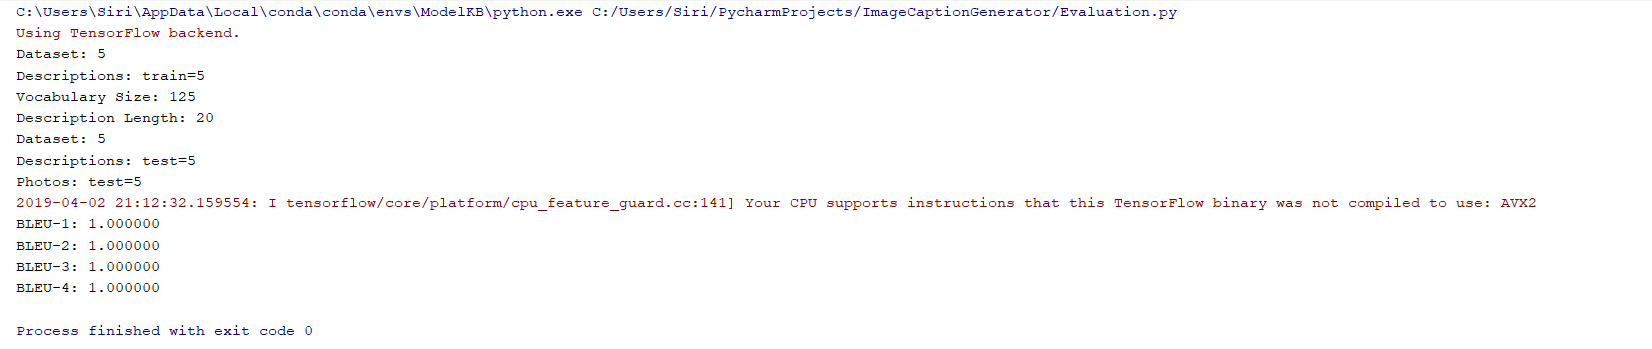 C:\Users\Siri\AppData\Local\conda\conda\envs\ModelKB\python.exe C:/Users/Siri/PycharmProjects/ImageCaptionGenerator/Evaluation.py
Using TensorFlow backend.
Dataset: 5
Descriptions: train=5
Vocabulary Size: 125
Description Length: 20
Dataset: 5
Descriptions: test=5
Photos: test=5
2019-04-02 21:12:32.159554: I tensorflow/core/platform/cpu_feature_guard.cc:141] Your CPU supports instructions that this TensorFlow binary was not compiled to use: AVX2
BLEU-1: 1.000000
BLEU-2: 1.000000
BLEU-3: 1.000000
BLEU-4: 1.000000
Process finished with exit code 0